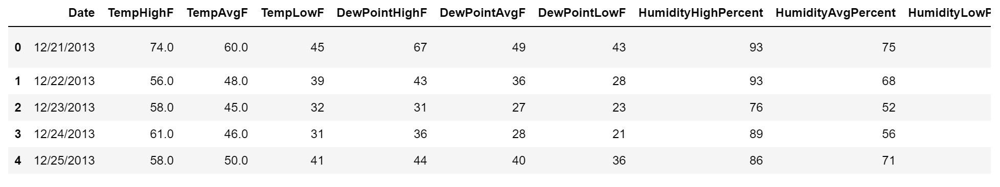 Date TempHighF TempAvgF TempLowF DewPointHighF DewPointAvgF DewPointLowF HumidityHighPercent HumidityAvgPercent HumidityLowP
0 12/21/2013 74.0 60.0 45 67 49 43 93 75
1 12/22/2013 56.0 48.0 39 43 36 28 93 68
2 12/23/2013 58.0 45.0 32 31 27 23 76 52
3 12/24/2013 61.0 46.0 31 36 28 21 89 56
4 12/25/2013 58.0 50.0 41 44 40 36 86 71